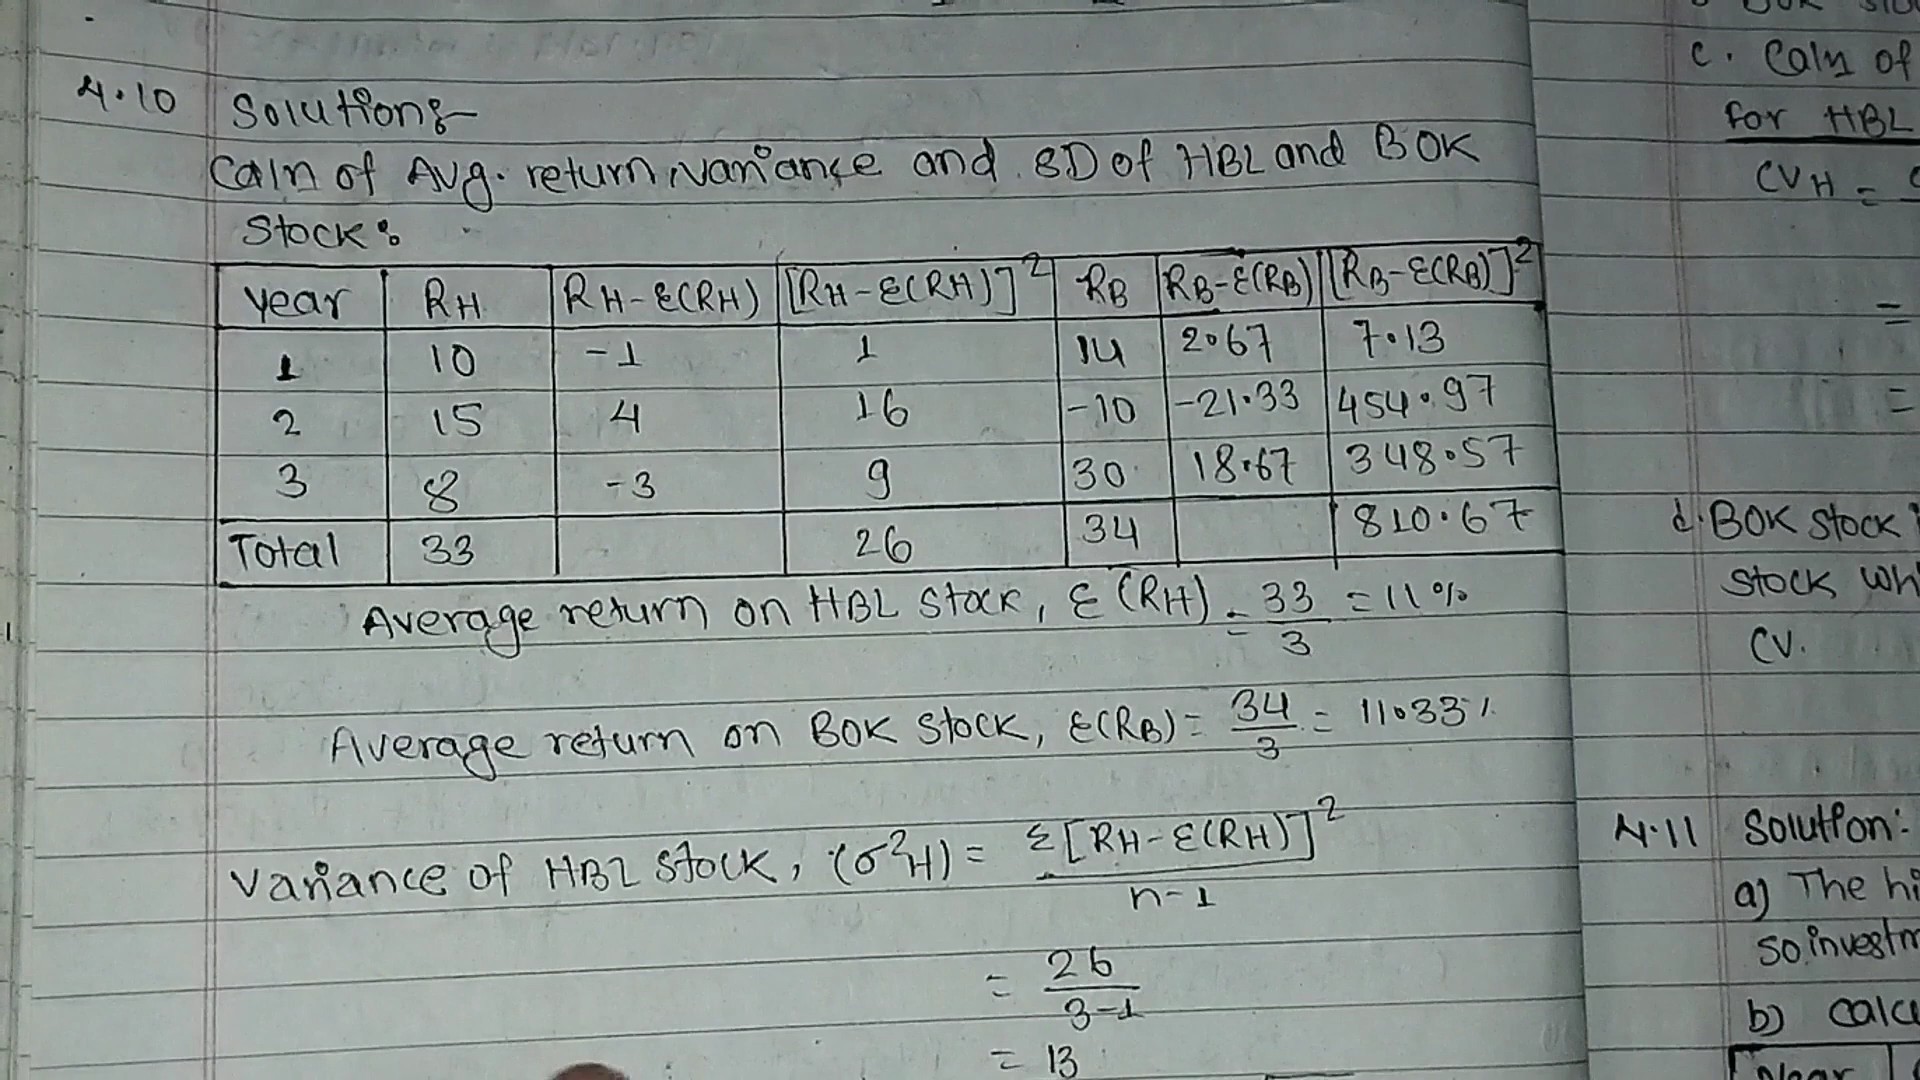 4.10 Solution:-
Caln of Avg. return, variance and SD of HBL and BOK
Stock:
Year RH RH-E(RH) [RH-E(RH)]² RB RB-E(RB) [RB-E(RB)]²
1 10 -1 1 14 2.67 7.13
2 15 4 16 -10 -21.33 454.97
3 8 -3 9 30 18.67 348.57
Total 33 26 34 810.67
Average return on HBL Stock, E(RH) = 33/3 = 11%
Average return on BOK Stock, E(RB) = 34/3 = 11.33%
Variance of HBL Stock, (σ²H) = Σ[RH-E(RH)]²/n-1
= 26/3-1
= 13
c. Caln of
for HBL
CVH =
=
=
d. BOK Stock
Stock wh
CV.
4.11 Solution:-
a) The hi
So investm
b) Calcu